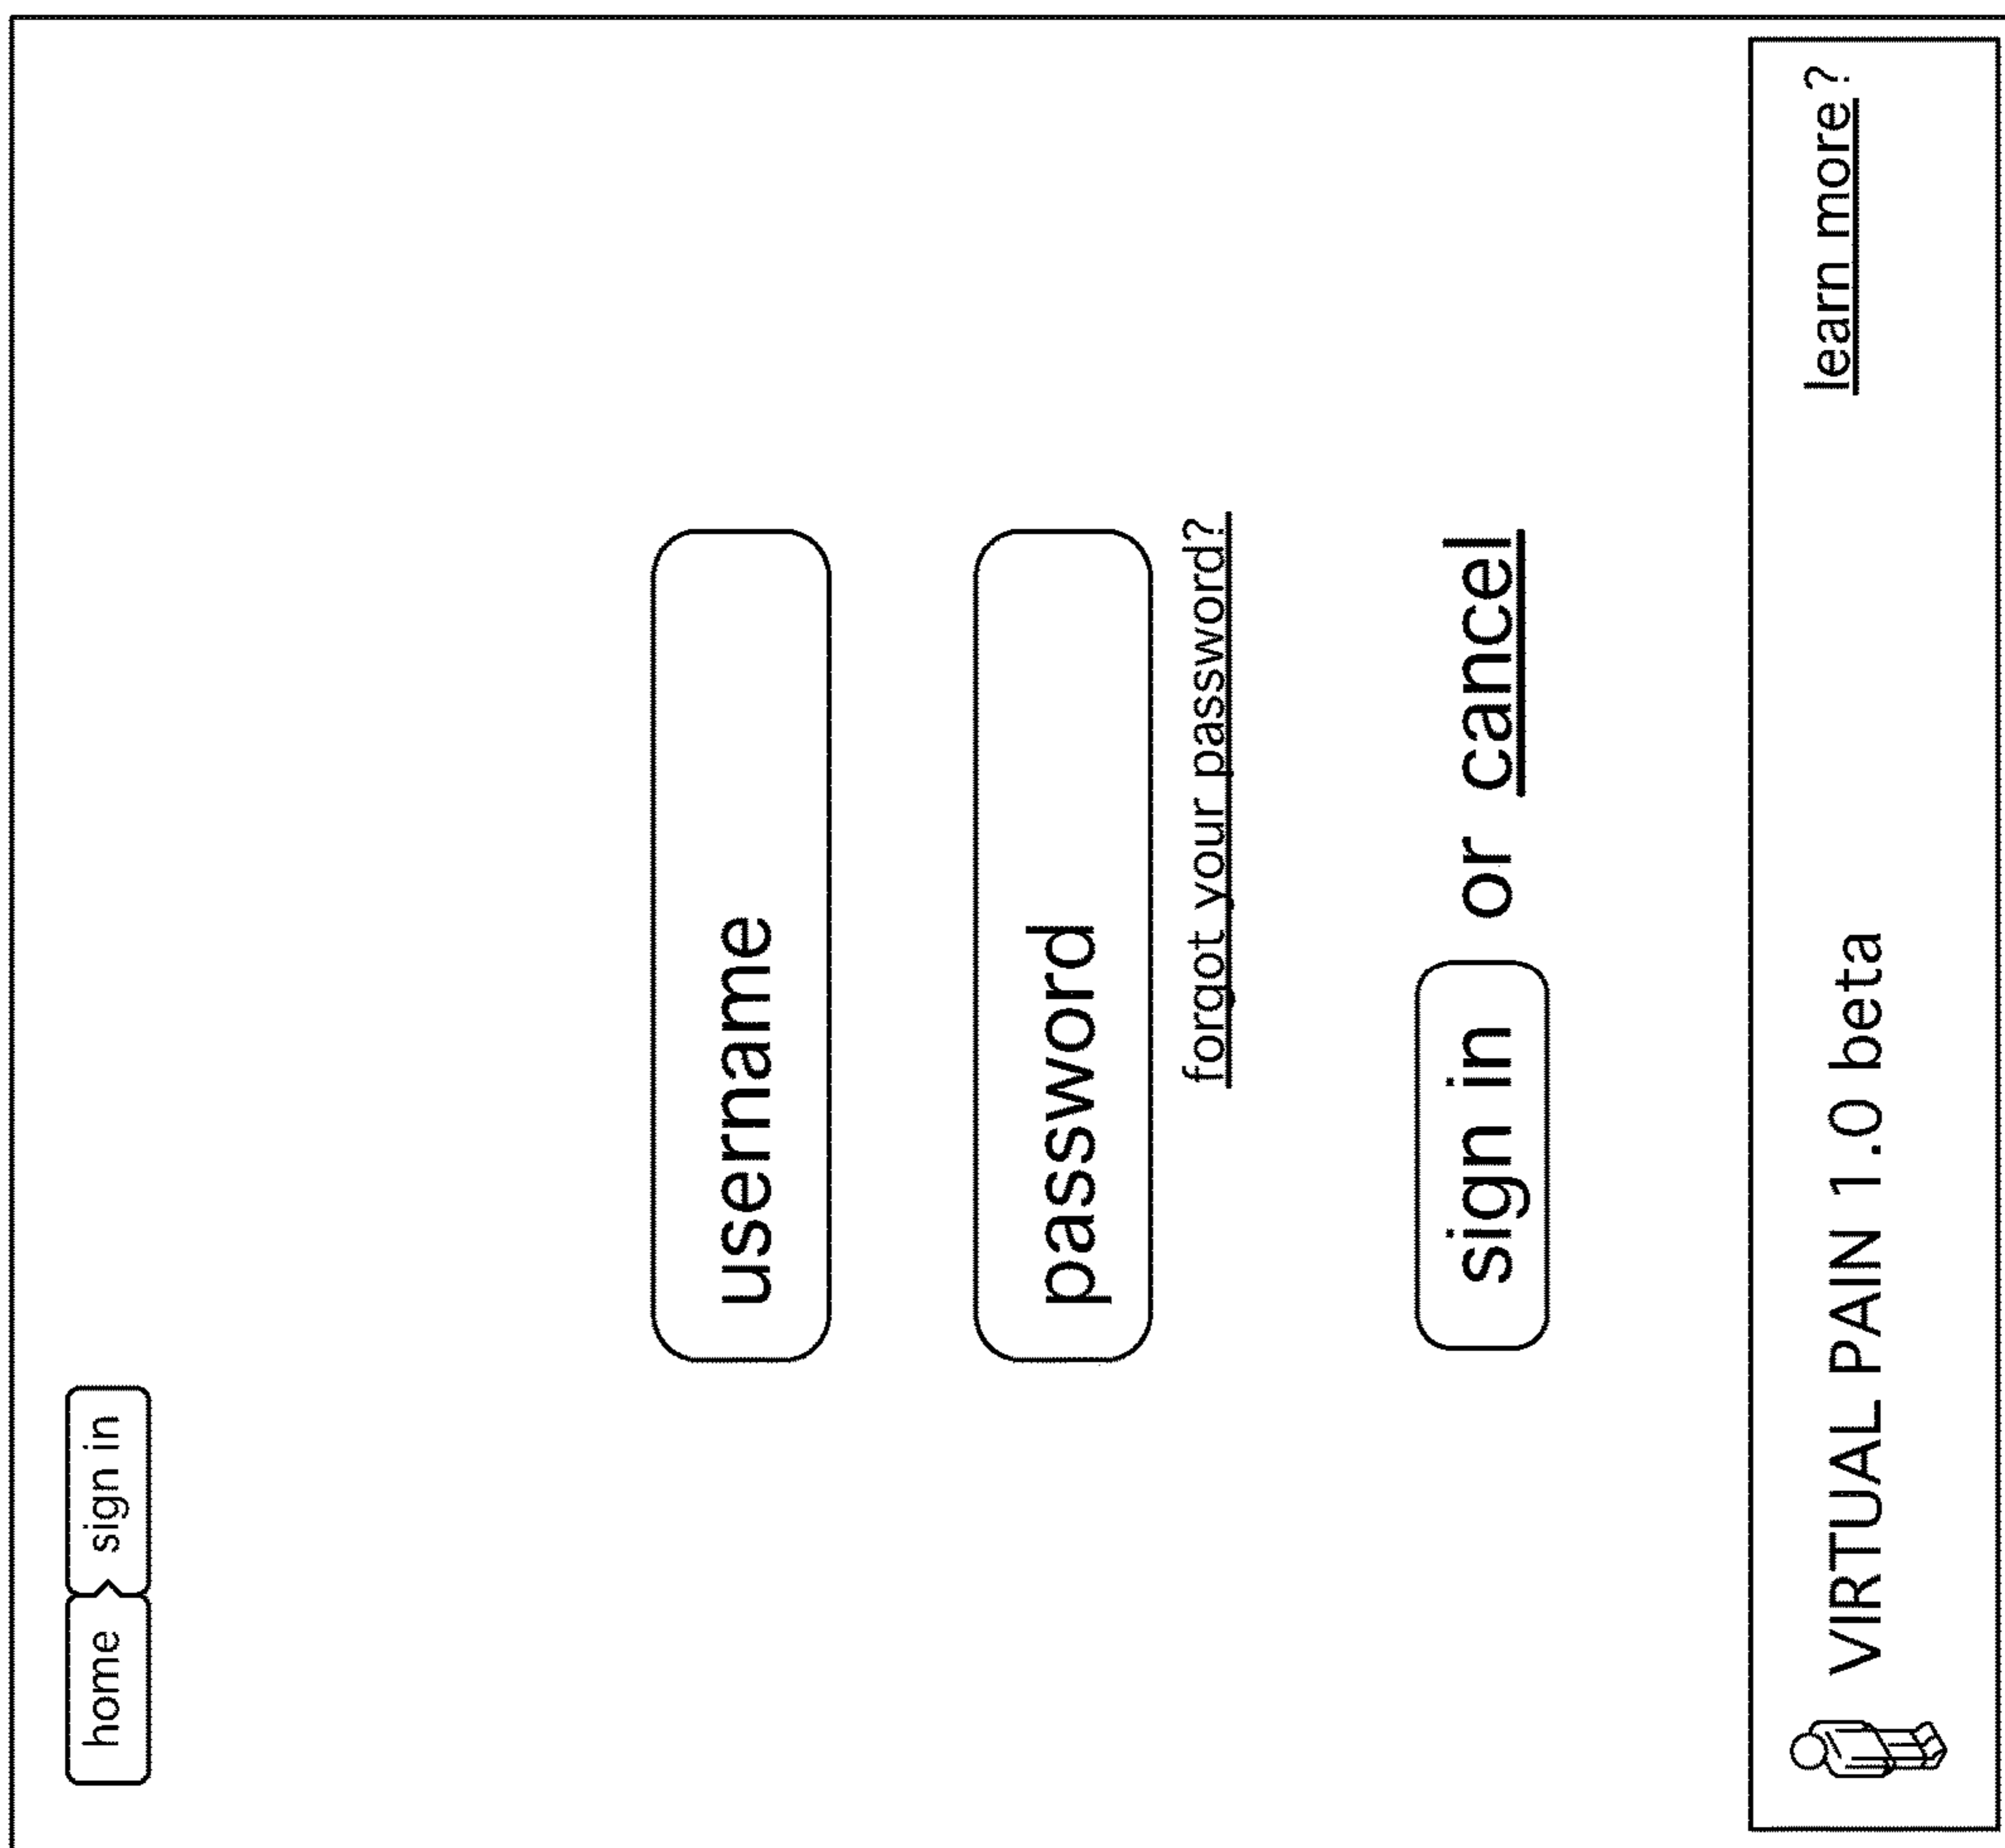 home sign in
username
password
forgot your password?
sign in or cancel
VIRTUAL PAIN 1.0 beta learn more?